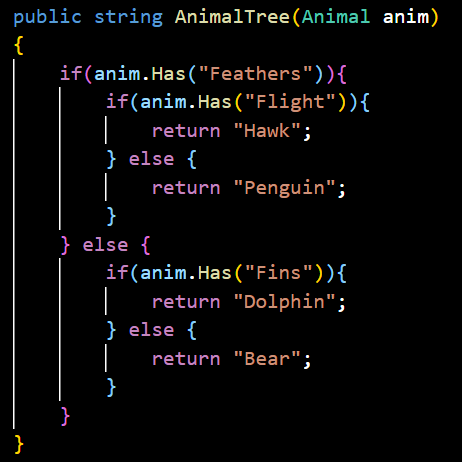 public string AnimalTree(Animal anim)
{
    if(anim.Has("Feathers")){
        if(anim.Has("Flight")){
            return "Hawk";
        } else {
            return "Penguin";
        }
    } else {
        if(anim.Has("Fins")){
            return "Dolphin";
        } else {
            return "Bear";
        }
    }
}